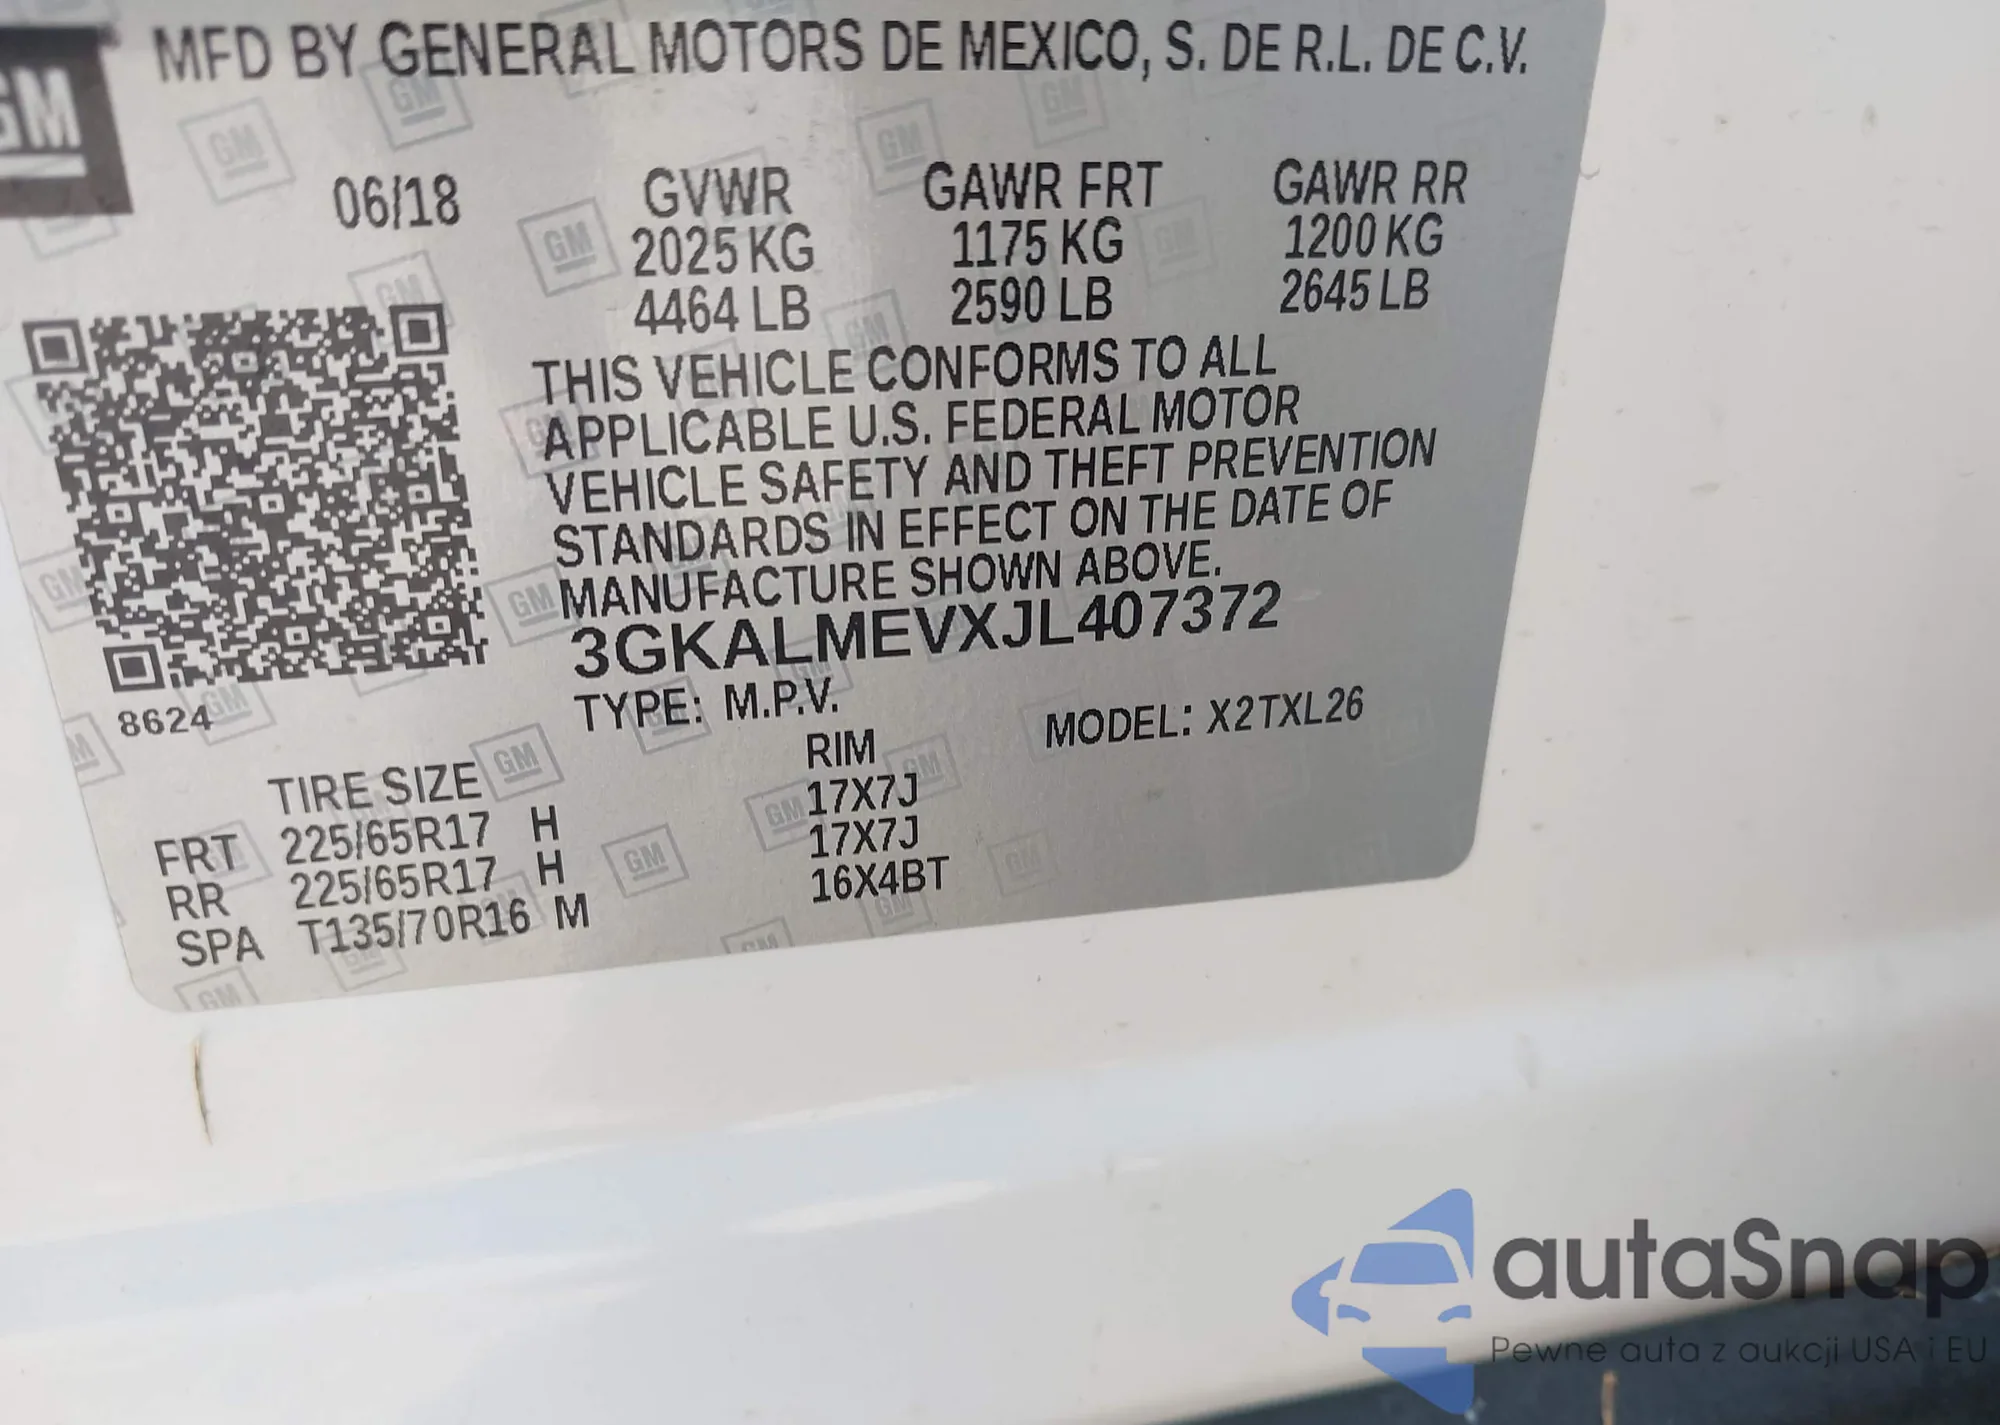 GM
MFD BY GENERAL MOTORS DE MEXICO, S. DE R.L. DE C.V.
06/18 GVWR GAWR FRT GAWR RR
2025 KG 1175 KG 1200 KG
4464 LB 2590 LB 2645 LB
THIS VEHICLE CONFORMS TO ALL
APPLICABLE U.S. FEDERAL MOTOR
VEHICLE SAFETY AND THEFT PREVENTION
STANDARDS IN EFFECT ON THE DATE OF
MANUFACTURE SHOWN ABOVE.
3GKALMEVXJL407372
8624
TYPE: M.P.V. MODEL: X2TXL26
TIRE SIZE RIM
FRT 225/65R17 H 17X7J
RR 225/65R17 H 17X7J
SPA T135/70R16 M 16X4BT
autaSnap
Pewne auta z aukcji USA i EU